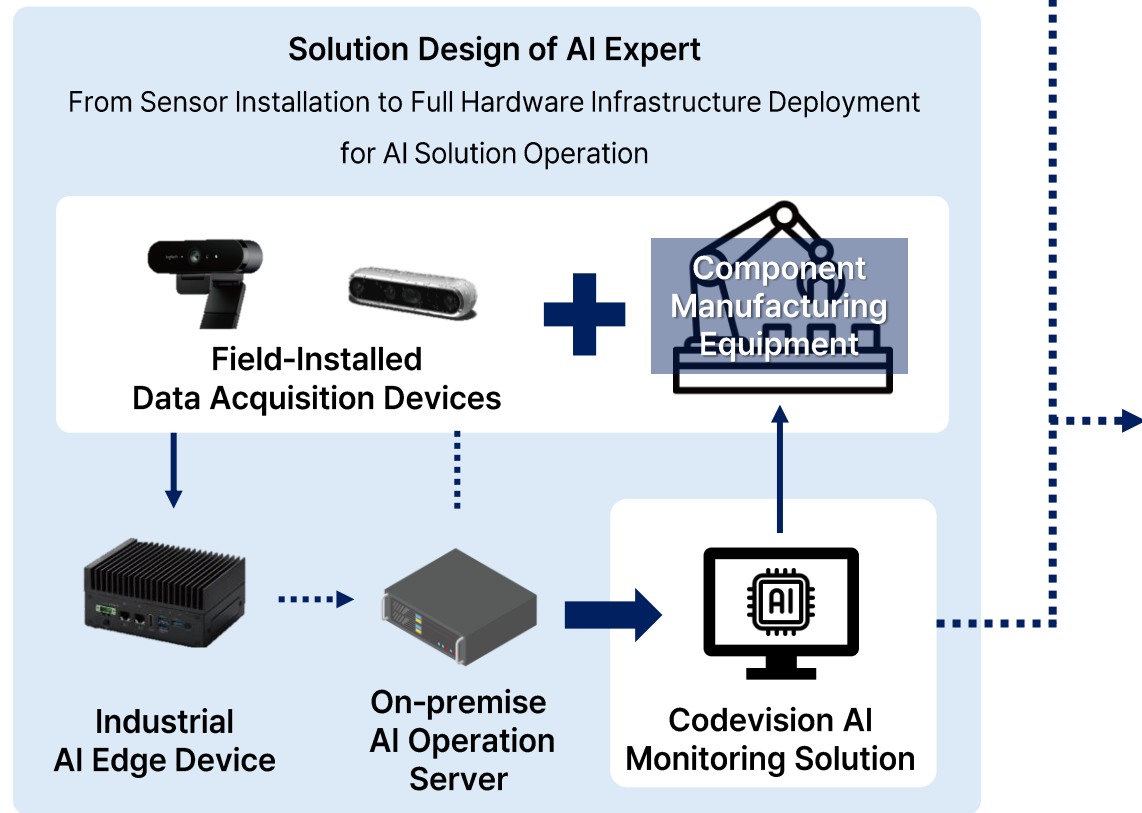 Solution Design of AI Expert
From Sensor Installation to Full Hardware Infrastructure Deployment
for AI Solution Operation
Component
Manufacturing
Equipment
Field-Installed
Data Acquisition Devices
AI
Industrial
AI Edge Device
On-premise
AI Operation
Server
Codevision AI
Monitoring Solution